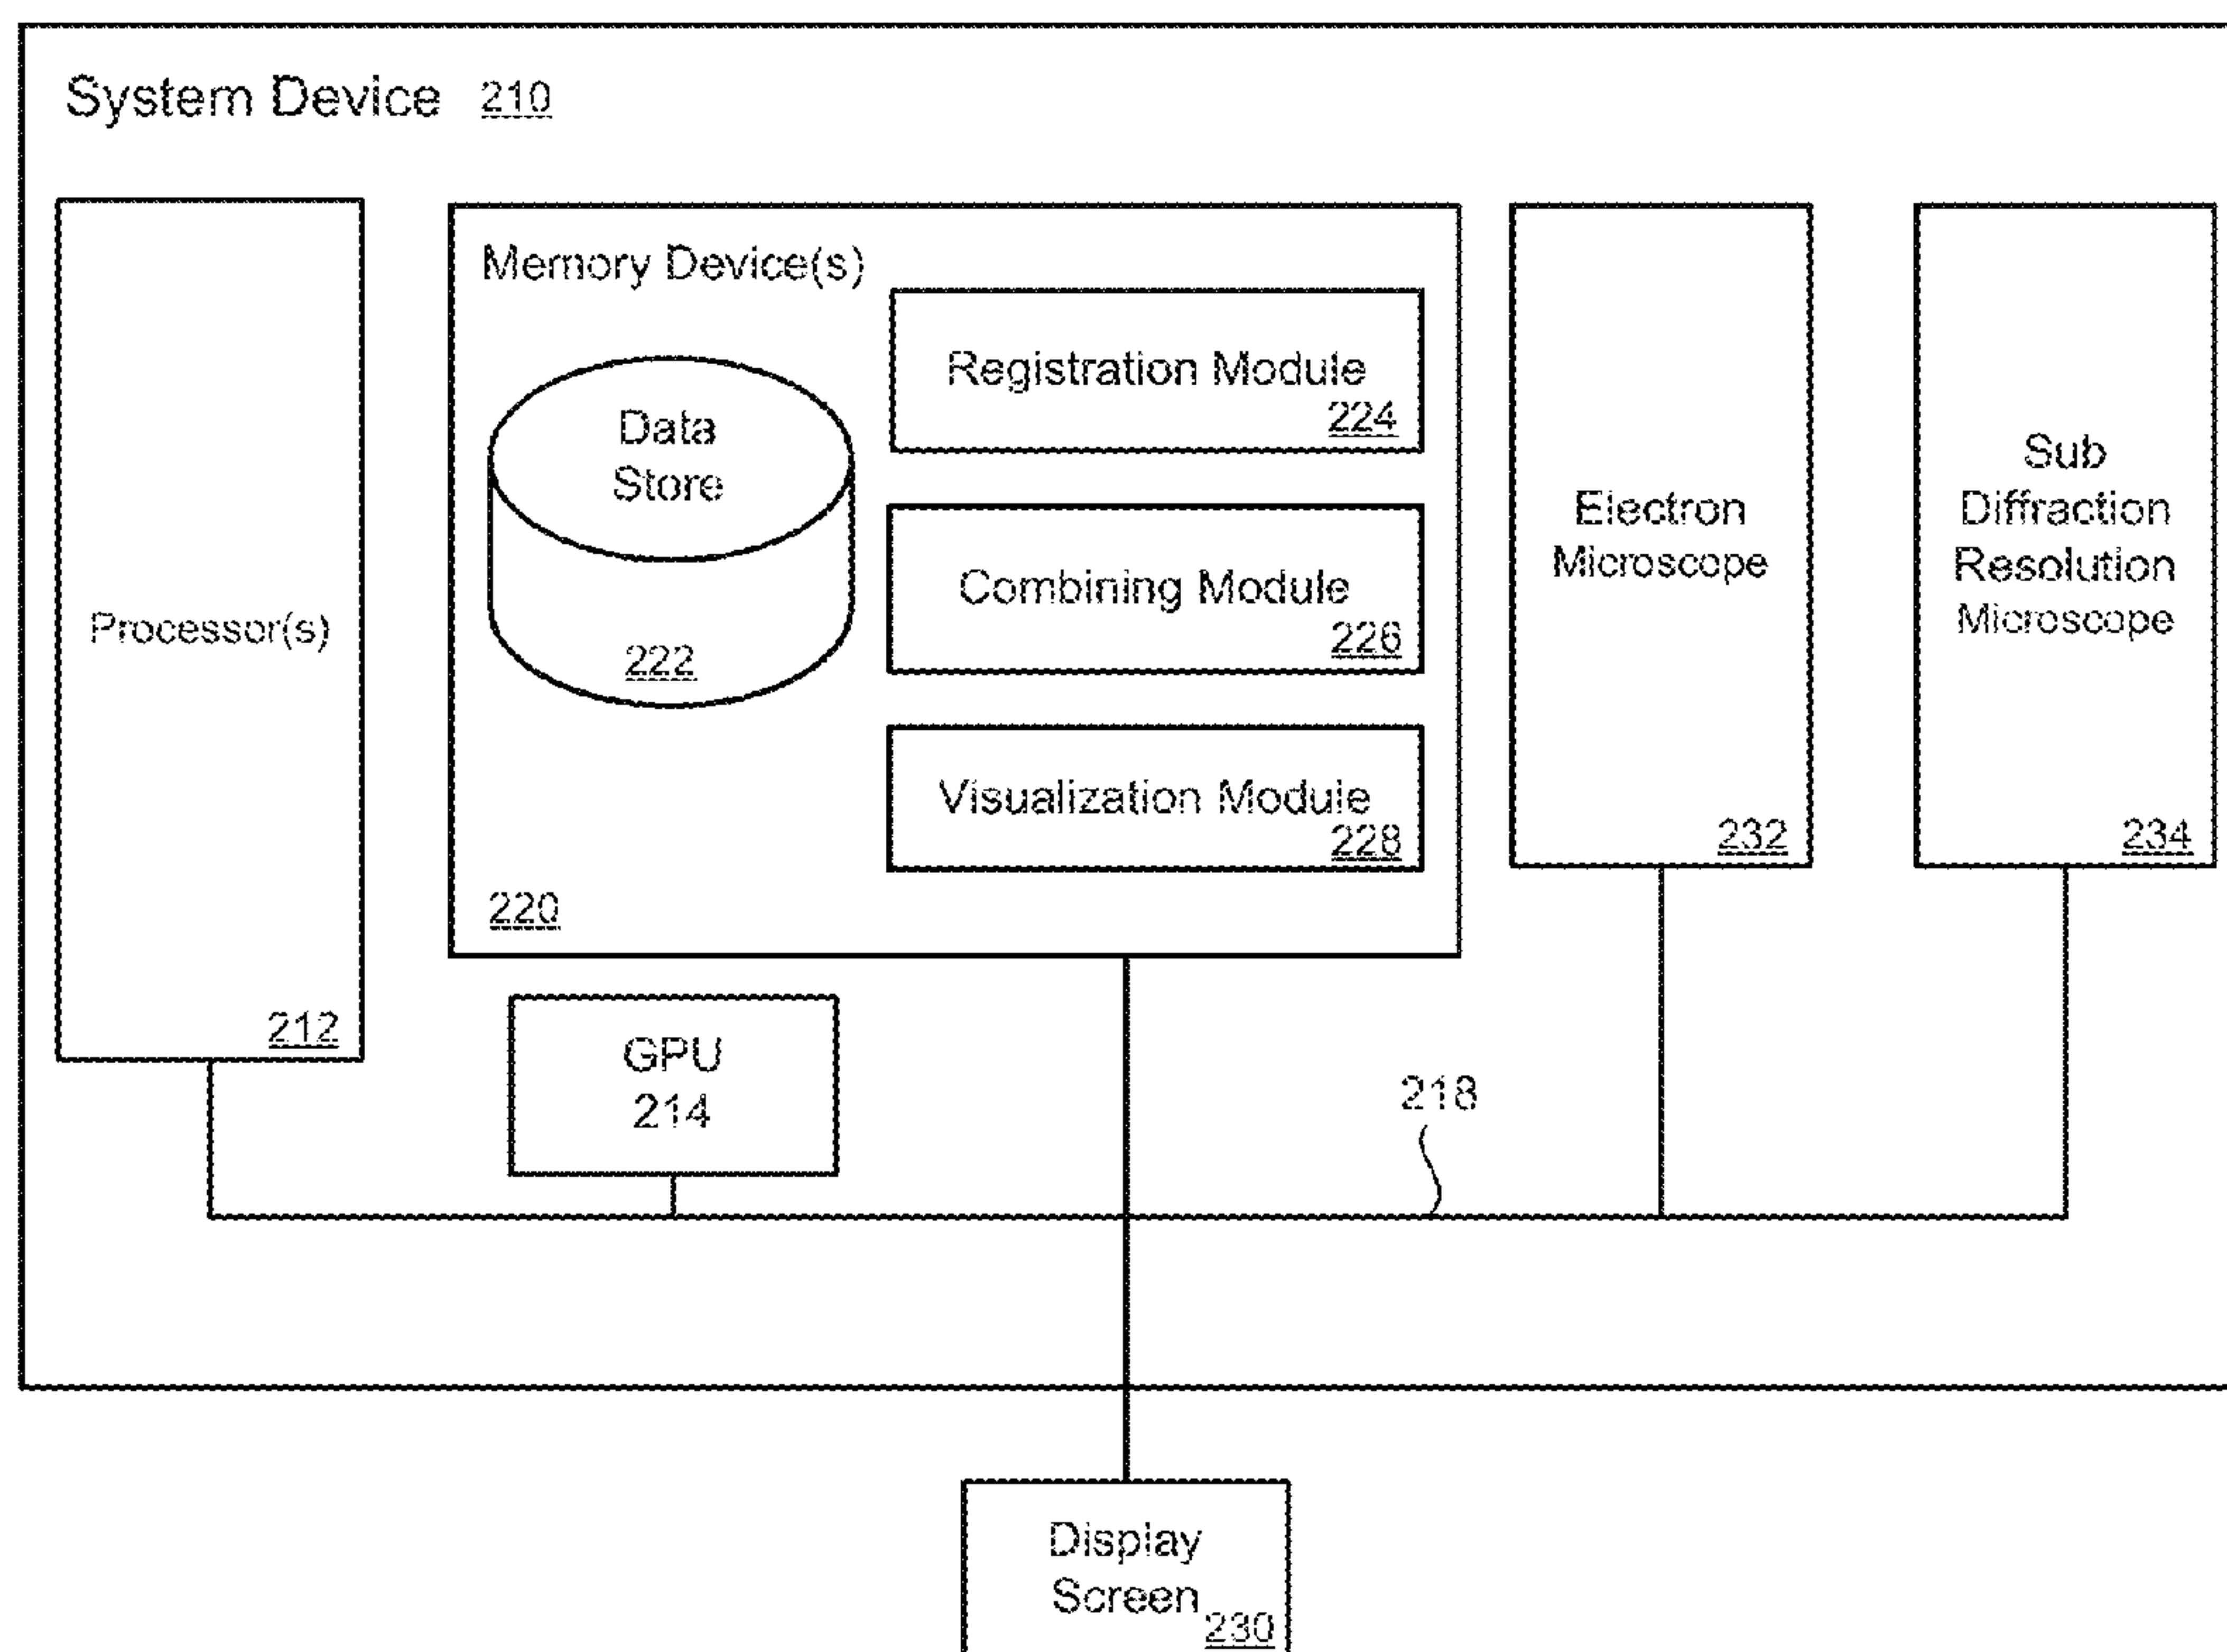 System Device 210
Processor(s)
212
Memory Device(s)
Data
Store
222
Registration Module
224
Combining Module
226
Visualization Module
228
220
Electron
Microscope
232
Sub
Diffraction
Resolution
Microscope
234
GPU
214
218
Display
Screen
230